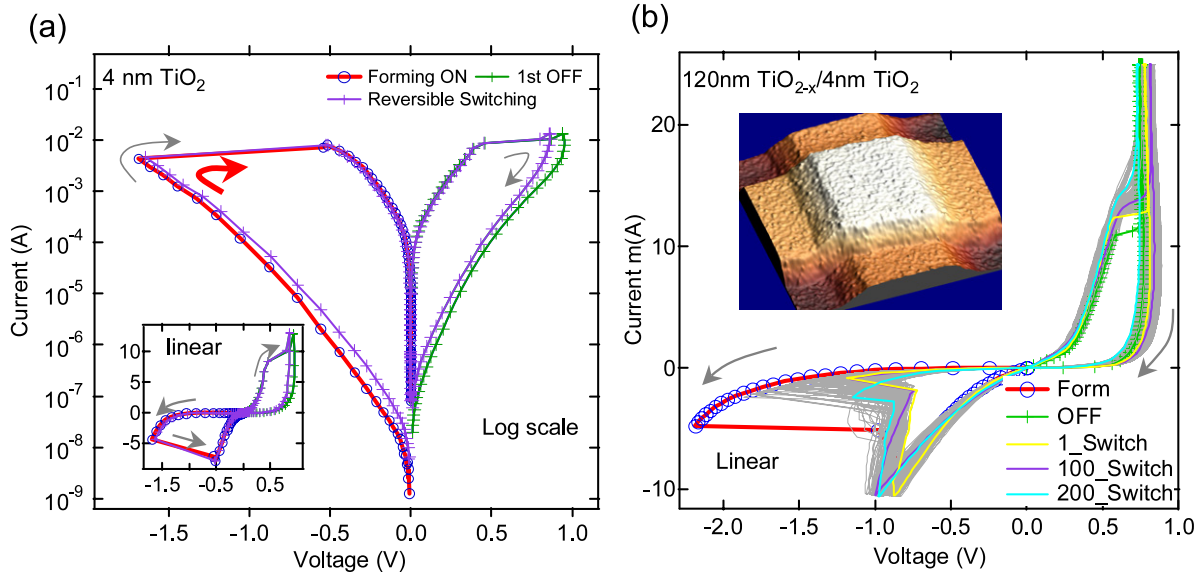 (a)
4 nm TiO2
Forming ON
1st OFF
Reversible Switching
10^-1
10^-2
10^-3
10^-4
10^-5
10^-6
10^-7
10^-8
10^-9
Current (A)
-1.5 -1.0 -0.5 0.0 0.5 1.0
Voltage (V)
Log scale
linear
10
5
0
-5
-1.5 -0.5 0.5
(b)
120nm TiO2-x/4nm TiO2
20
10
0
-10
Current m(A)
-2.0 -1.5 -1.0 -0.5 0.0 0.5 1.0
Voltage (V)
Linear
Form
OFF
1_Switch
100_Switch
200_Switch